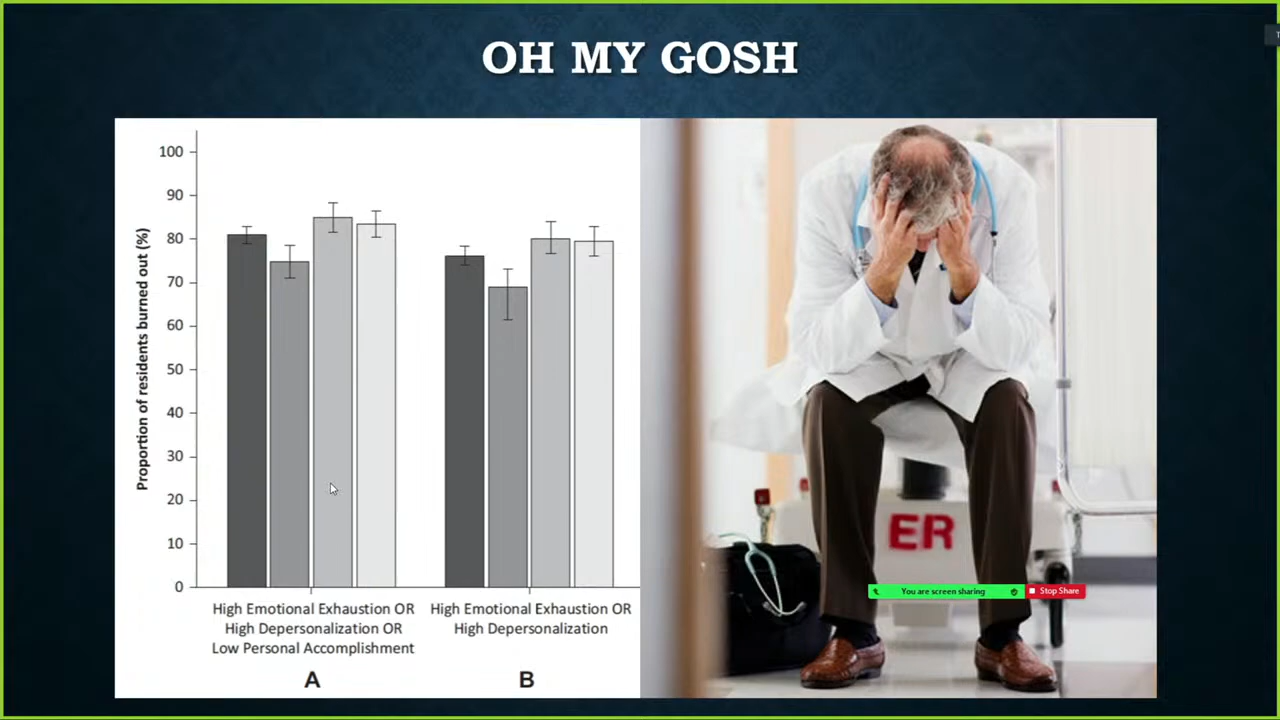 OH MY GOSH
Proportion of residents burned out (%)
100
90
80
70
60
50
40
30
20
10
0
High Emotional Exhaustion OR
High Depersonalization OR
Low Personal Accomplishment
A
High Emotional Exhaustion OR
High Depersonalization
B
ER
You are screen sharing
Stop Share